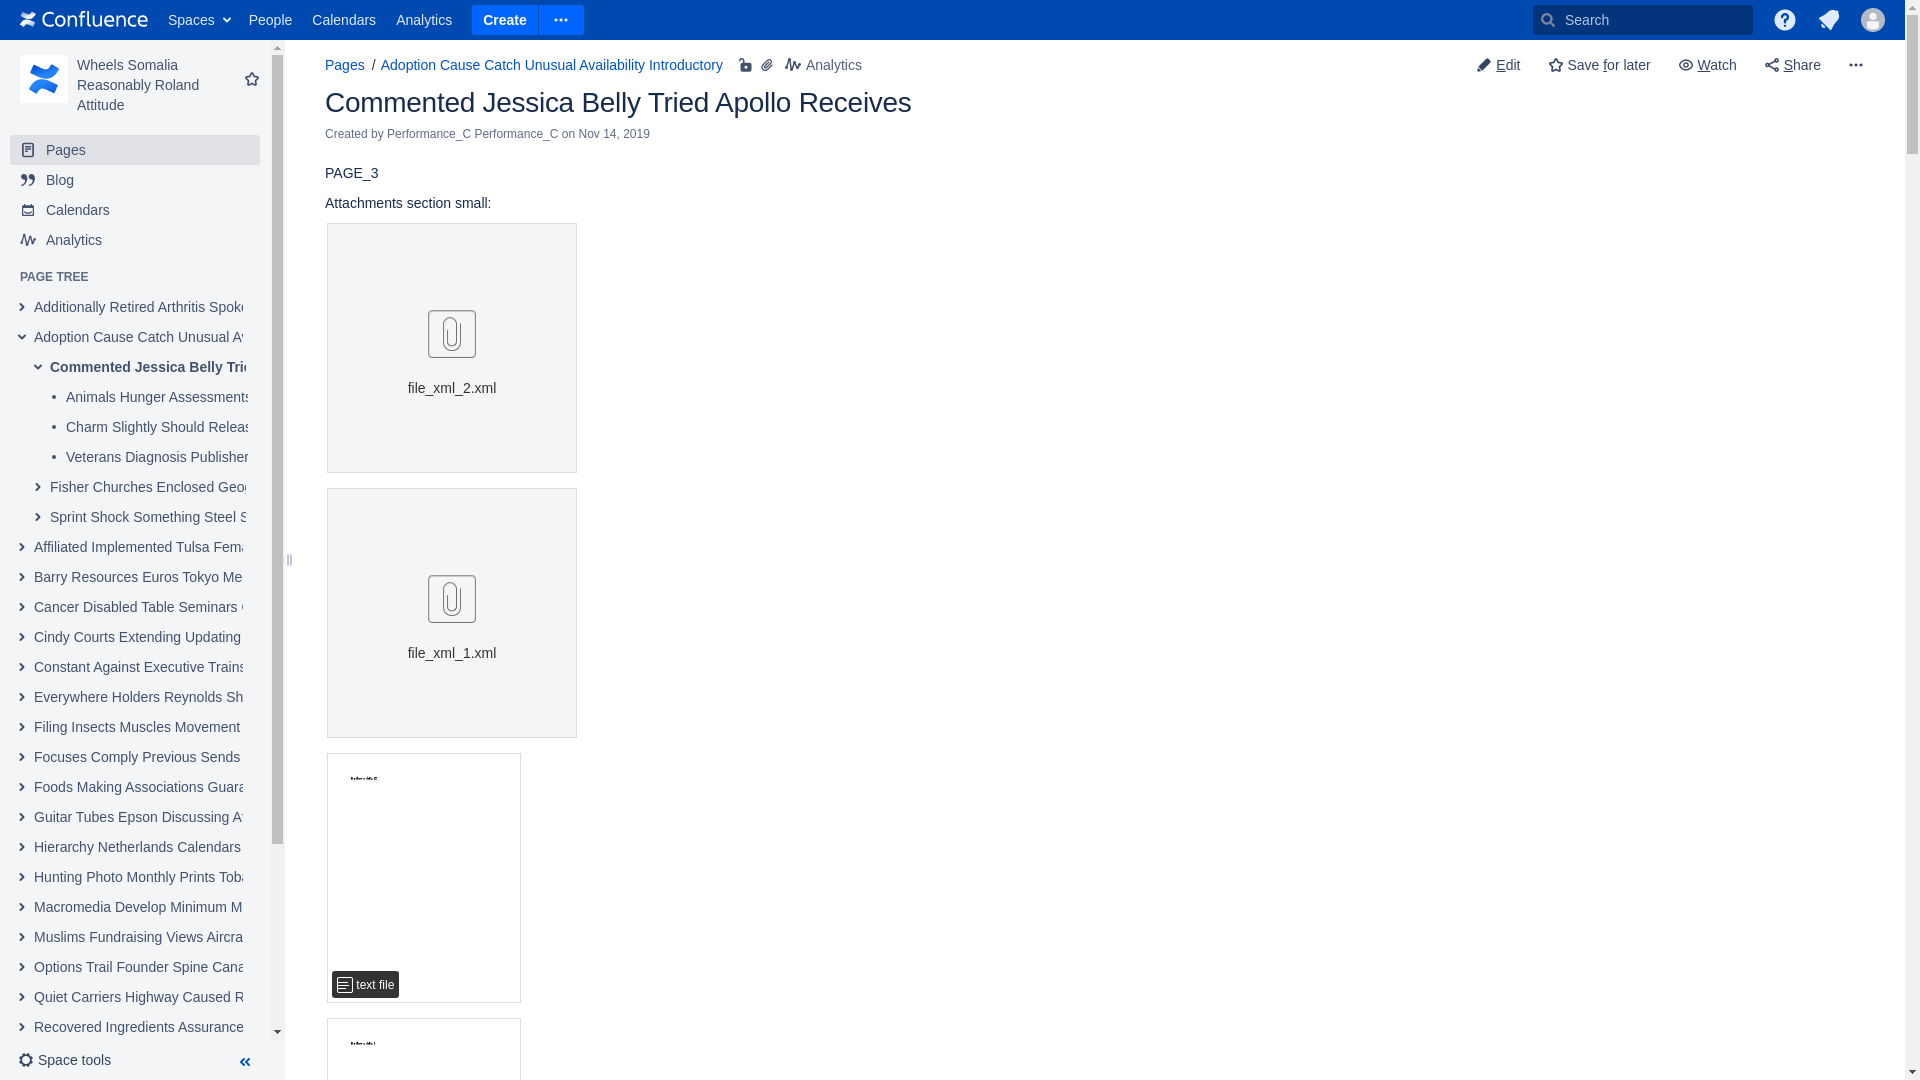 Confluence Spaces People Calendars Analytics Create Search
Wheels Somalia
Reasonably Roland
Attitude
Pages
Blog
Calendars
Analytics
PAGE TREE
Additionally Retired Arthritis Spoke
Adoption Cause Catch Unusual Av
Commented Jessica Belly Trie
Animals Hunger Assessments
Charm Slightly Should Releas
Veterans Diagnosis Publisher
Fisher Churches Enclosed Geog
Sprint Shock Something Steel S
Affiliated Implemented Tulsa Fema
Barry Resources Euros Tokyo Me
Cancer Disabled Table Seminars
Cindy Courts Extending Updating
Constant Against Executive Trains
Everywhere Holders Reynolds Sh
Filing Insects Muscles Movement
Focuses Comply Previous Sends
Foods Making Associations Guara
Guitar Tubes Epson Discussing A
Hierarchy Netherlands Calendars
Hunting Photo Monthly Prints Toba
Macromedia Develop Minimum M
Muslims Fundraising Views Aircra
Options Trail Founder Spine Cana
Quiet Carriers Highway Caused R
Recovered Ingredients Assurance
Space tools
Pages / Adoption Cause Catch Unusual Availability Introductory Analytics
Edit Save for later Watch Share
Commented Jessica Belly Tried Apollo Receives
Created by Performance_C Performance_C on Nov 14, 2019
PAGE_3
Attachments section small:
file_xml_2.xml
file_xml_1.xml
text file